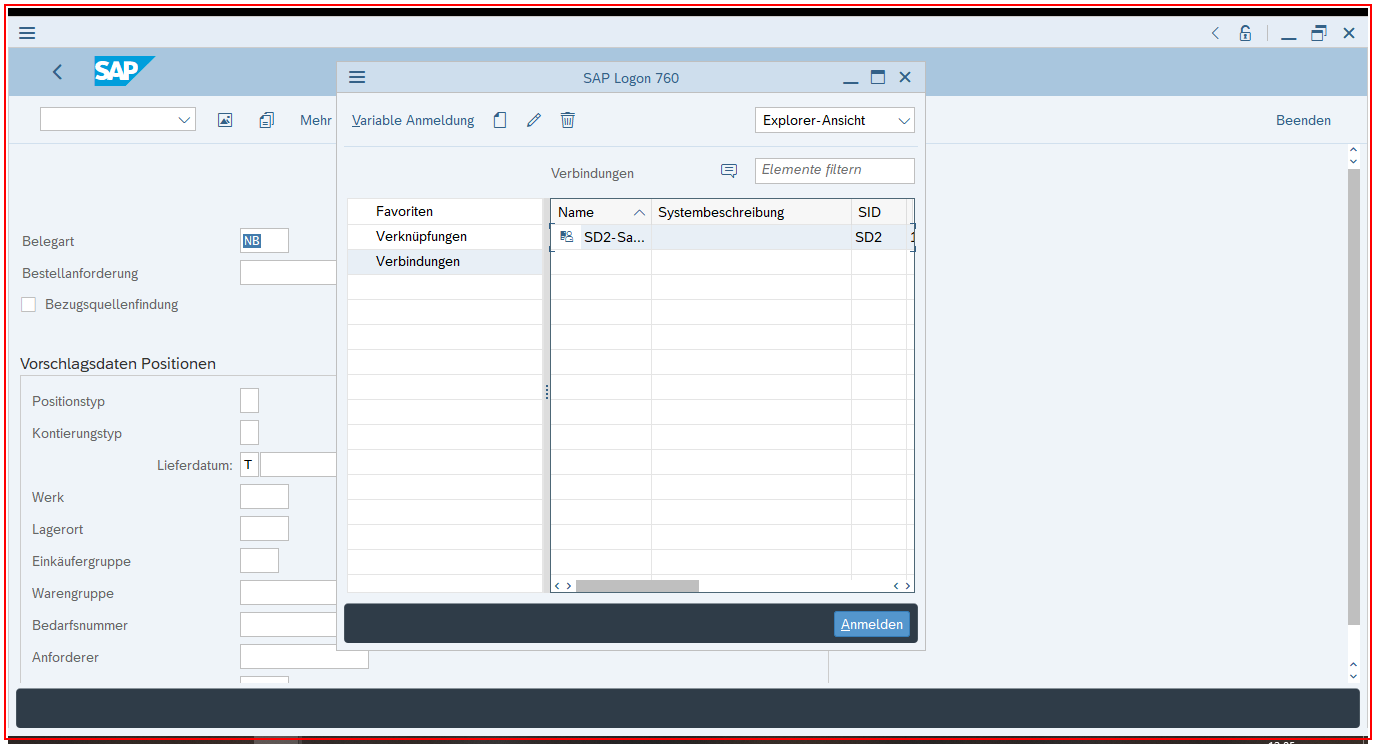 SAP
SAP Logon 760
Mehr
Variable Anmeldung
Explorer-Ansicht
Beenden
Verbindungen
Elemente filtern
Favoriten
Verknüpfungen
Verbindungen
Name
Systembeschreibung
SID
SD2-Sa...
SD2
Belegart
NB
Bestellanforderung
Bezugsquellenfindung
Vorschlagsdaten Positionen
Positionstyp
Kontierungstyp
Lieferdatum:
T
Werk
Lagerort
Einkäufergruppe
Warengruppe
Bedarfsnummer
Anforderer
Anmelden